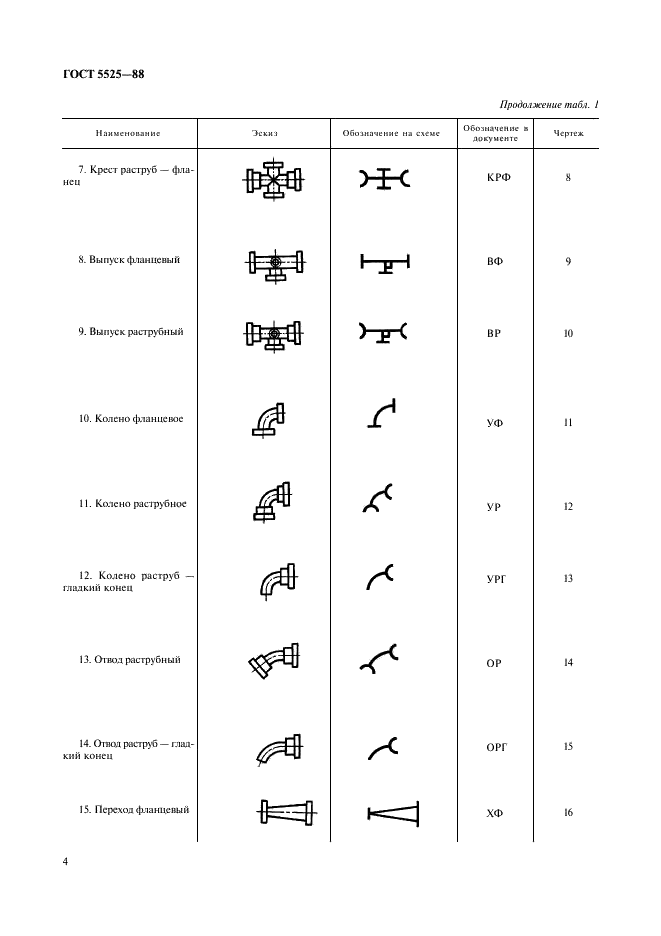 ГОСТ 5525—88
Продолжение табл. 1
Наименование Эскиз Обозначение на схеме Обозначение в документе Чертеж
7. Крест раструб — фла-
нец КРФ 8
8. Выпуск фланцевый ВФ 9
9. Выпуск раструбный ВР 10
10. Колено фланцевое УФ 11
11. Колено раструбное УР 12
12. Колено раструб —
гладкий конец УРГ 13
13. Отвод раструбный ОР 14
14. Отвод раструб — глад-
кий конец ОРГ 15
15. Переход фланцевый ХФ 16
4